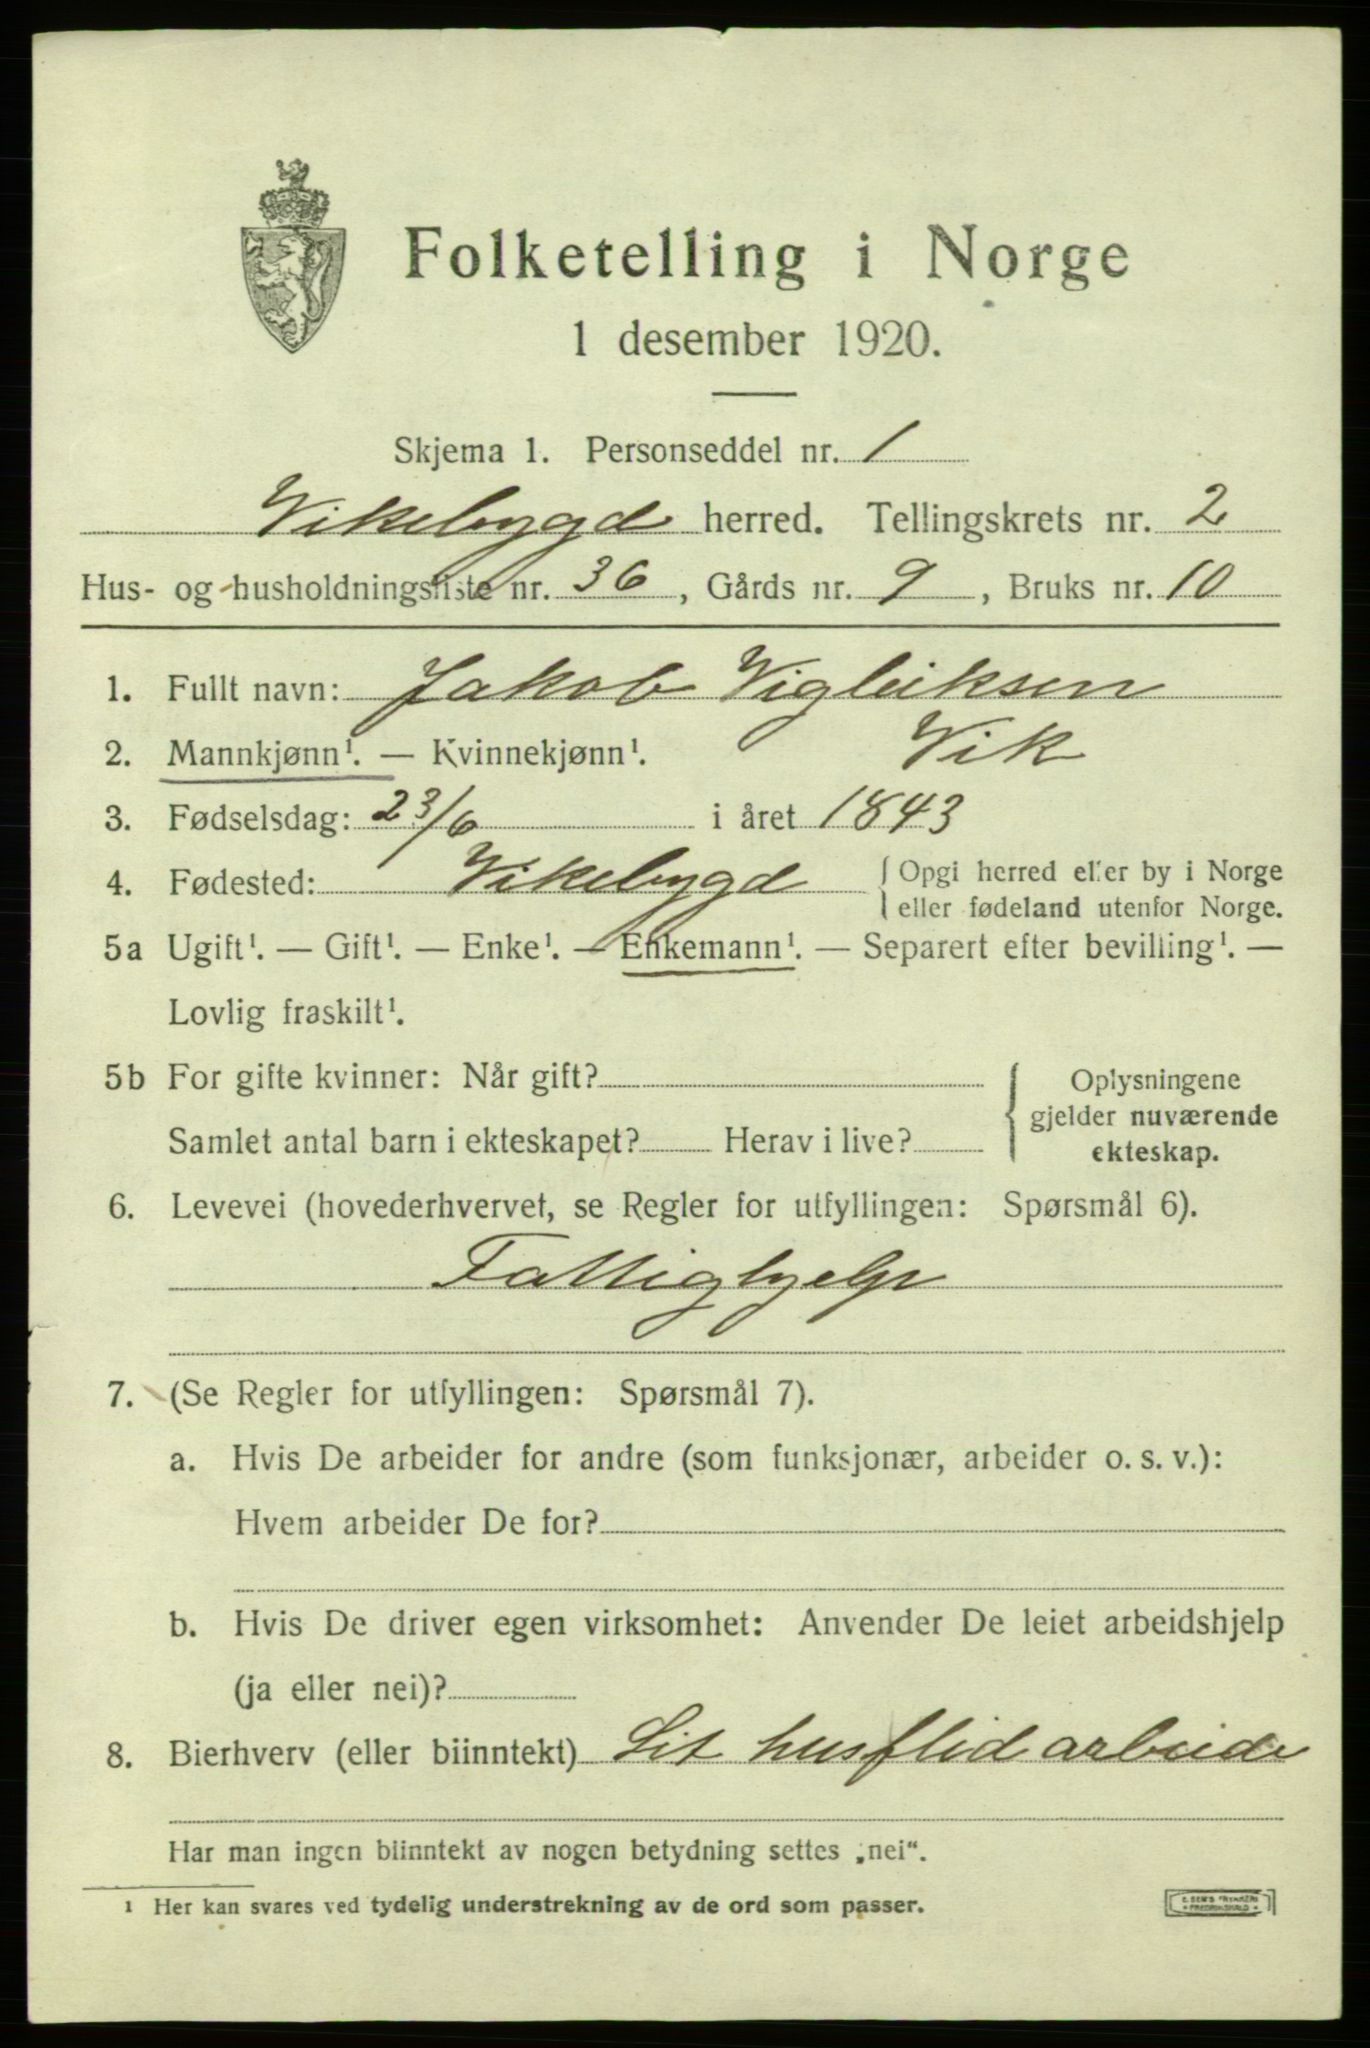 Folketelling i Norge
1 desember 1920.
Skjema 1. Personseddel nr. 1
Vikebygd herred. Tellingskrets nr. 2
Hus- og husholdningsliste nr. 36, Gårds nr. 9, Bruks nr. 10
1. Fullt navn: Jakob Vigleiksen
Vik
2. Mannkjønn¹. — Kvinnekjønn¹.
3. Fødselsdag: 23/6 i året 1843
4. Fødested: Vikebygd { Opgi herred eller by i Norge
eller fødeland utenfor Norge.
5a Ugift¹. — Gift¹. — Enke¹. — Enkemann¹. — Separert efter bevilling¹. —
Lovlig fraskilt¹.
5b For gifte kvinner: Når gift?
Samlet antal barn i ekteskapet? Herav i live?
{ Oplysningene
gjelder nuværende
ekteskap.
6. Levevei (hovederhvervet, se Regler for utfyllingen: Spørsmål 6).
Fattighjelp
7. (Se Regler for utfyllingen: Spørsmål 7).
a. Hvis De arbeider for andre (som funksjonær, arbeider o. s. v.):
Hvem arbeider De for?
b. Hvis De driver egen virksomhet: Anvender De leiet arbeidshjelp
(ja eller nei)?
8. Bierhverv (eller biinntekt) Lit husflid arbeide
Har man ingen biinntekt av nogen betydning settes „nei“.
¹ Her kan svares ved tydelig understrekning av de ord som passer.